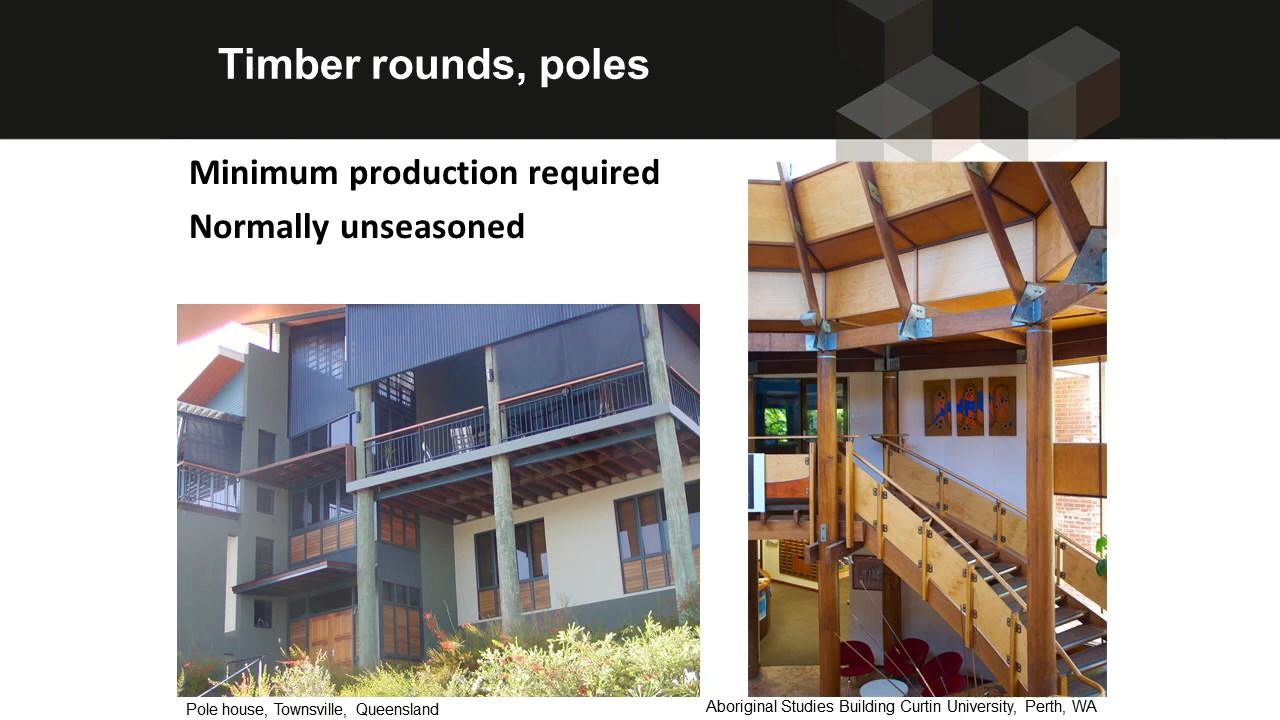 Timber rounds, poles
Minimum production required
Normally unseasoned
Pole house, Townsville, Queensland
Aboriginal Studies Building Curtin University, Perth, WA